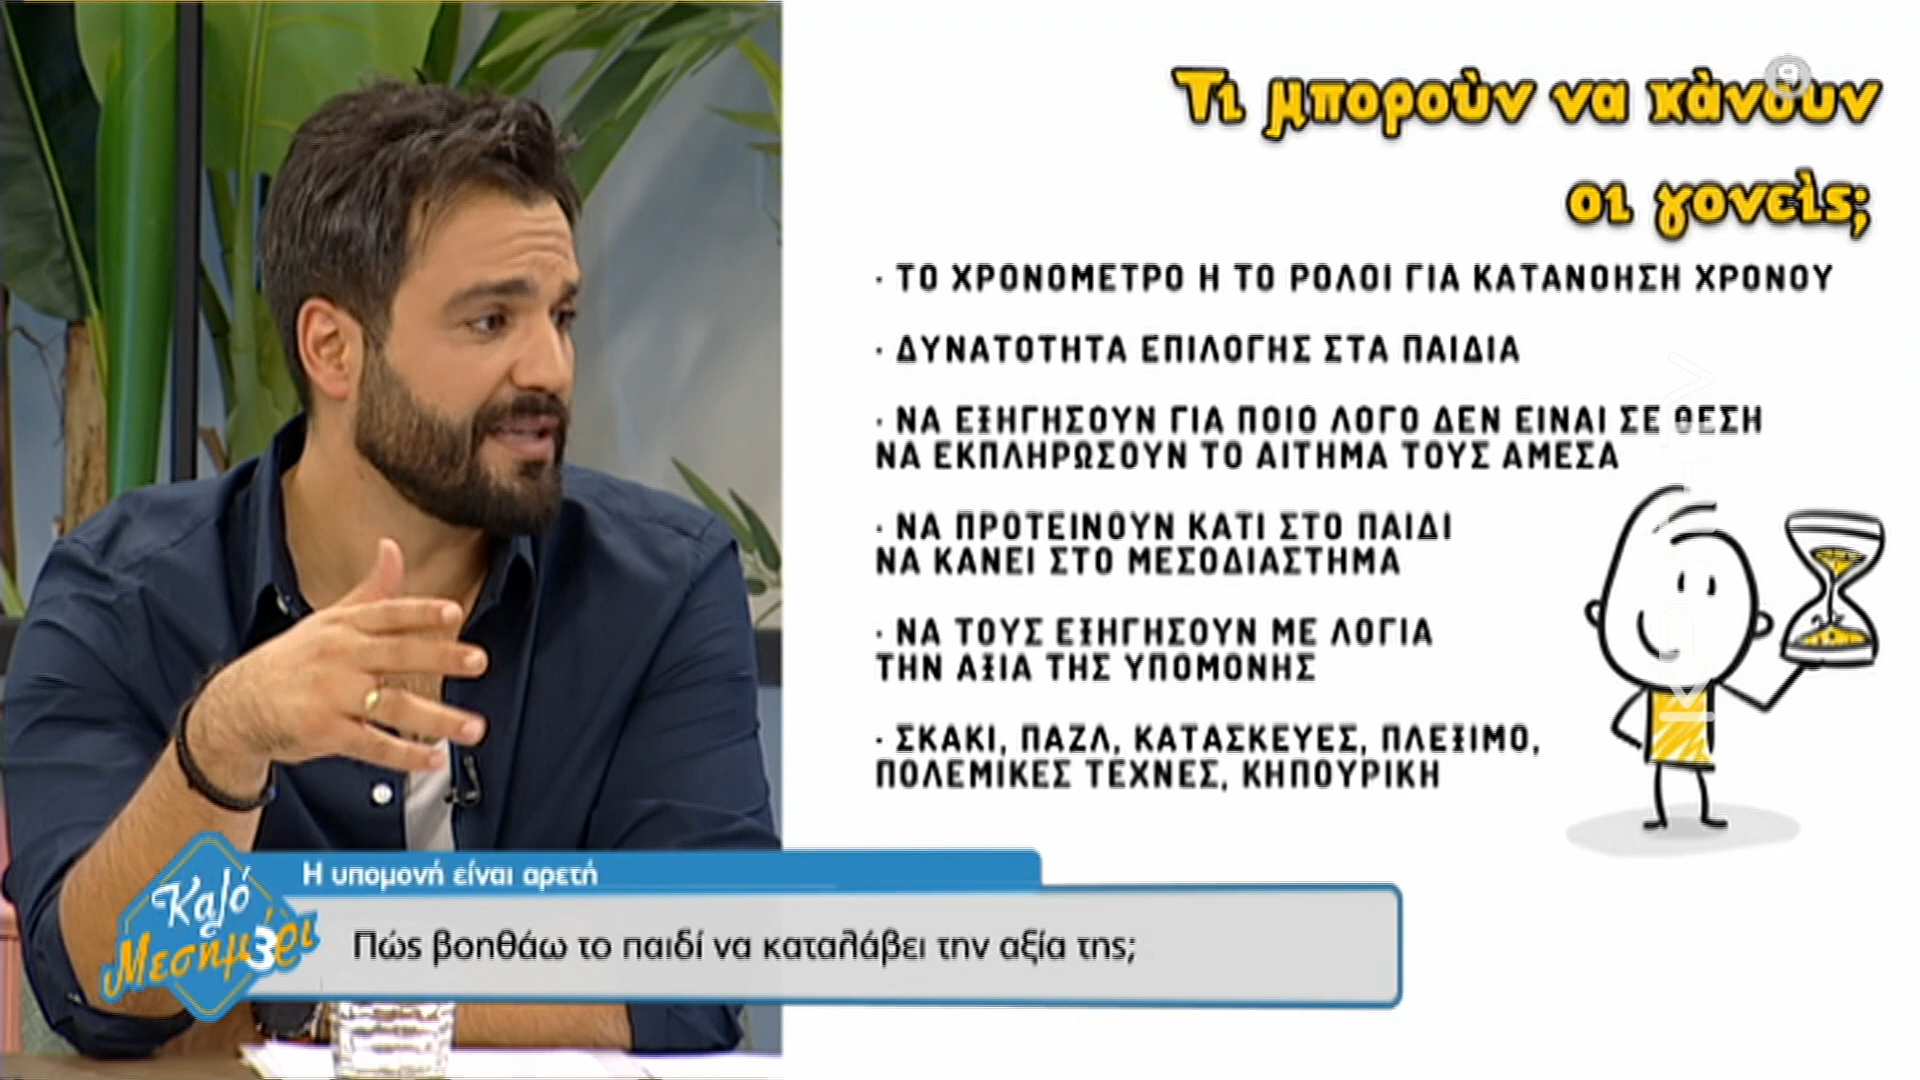 Τι μπορούν να κάνουν
οι γονείς;
· ΤΟ ΧΡΟΝΟΜΕΤΡΟ Η ΤΟ ΡΟΛΟΙ ΓΙΑ ΚΑΤΑΝΟΗΣΗ ΧΡΟΝΟΥ
· ΔΥΝΑΤΟΤΗΤΑ ΕΠΙΛΟΓΗΣ ΣΤΑ ΠΑΙΔΙΑ
· ΝΑ ΕΞΗΓΗΣΟΥΝ ΓΙΑ ΠΟΙΟ ΛΟΓΟ ΔΕΝ ΕΙΝΑΙ ΣΕ ΘΕΣΗ
ΝΑ ΕΚΠΛΗΡΩΣΟΥΝ ΤΟ ΑΙΤΗΜΑ ΤΟΥΣ ΑΜΕΣΑ
· ΝΑ ΠΡΟΤΕΙΝΟΥΝ ΚΑΤΙ ΣΤΟ ΠΑΙΔΙ
ΝΑ ΚΑΝΕΙ ΣΤΟ ΜΕΣΟΔΙΑΣΤΗΜΑ
· ΝΑ ΤΟΥΣ ΕΞΗΓΗΣΟΥΝ ΜΕ ΛΟΓΙΑ
ΤΗΝ ΑΞΙΑ ΤΗΣ ΥΠΟΜΟΝΗΣ
· ΣΚΑΚΙ, ΠΑΖΛ, ΚΑΤΑΣΚΕΥΕΣ, ΠΛΕΞΙΜΟ,
ΠΟΛΕΜΙΚΕΣ ΤΕΧΝΕΣ, ΚΗΠΟΥΡΙΚΗ
Η υπομονή είναι αρετή
Καλό
Μεσημ3ρι
Πώς βοηθάω το παιδί να καταλάβει την αξία της;